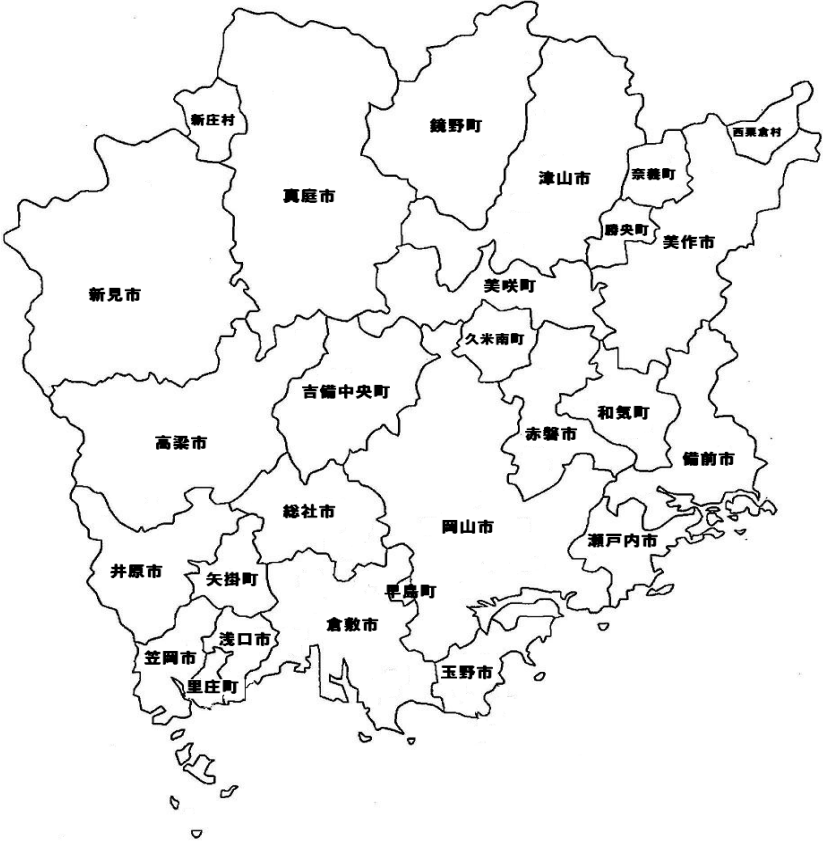 新庄村
鏡野町
西粟倉村
津山市
奈義町
真庭市
勝央町
美作市
新見市
美咲町
久米南町
吉備中央町
和気町
高梁市
赤磐市
備前市
総社市
岡山市
瀬戸内市
井原市
矢掛町
早島町
倉敷市
浅口市
笠岡市
玉野市
里庄町